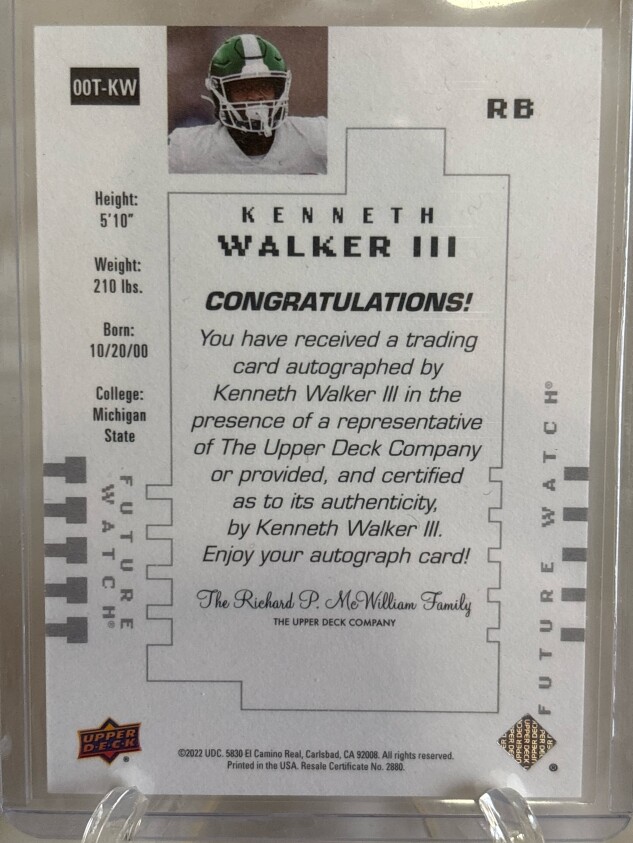 00T-KW
RB
Height:
5'10"
Weight:
210 lbs.
Born:
10/20/00
College:
Michigan
State
KENNETH
WALKER III
CONGRATULATIONS!
You have received a trading
card autographed by
Kenneth Walker III in the
presence of a representative
of The Upper Deck Company
or provided, and certified
as to its authenticity,
by Kenneth Walker III.
Enjoy your autograph card!
The Richard P. McWilliam Family
THE UPPER DECK COMPANY
FUTURE
WATCH®
FUTURE WATCH®
UPPER
D·E·C·K
®
©2022 UDC. 5830 El Camino Real, Carlsbad, CA 92008. All rights reserved.
Printed in the USA. Resale Certificate No. 2880.
UPPER DECK
®